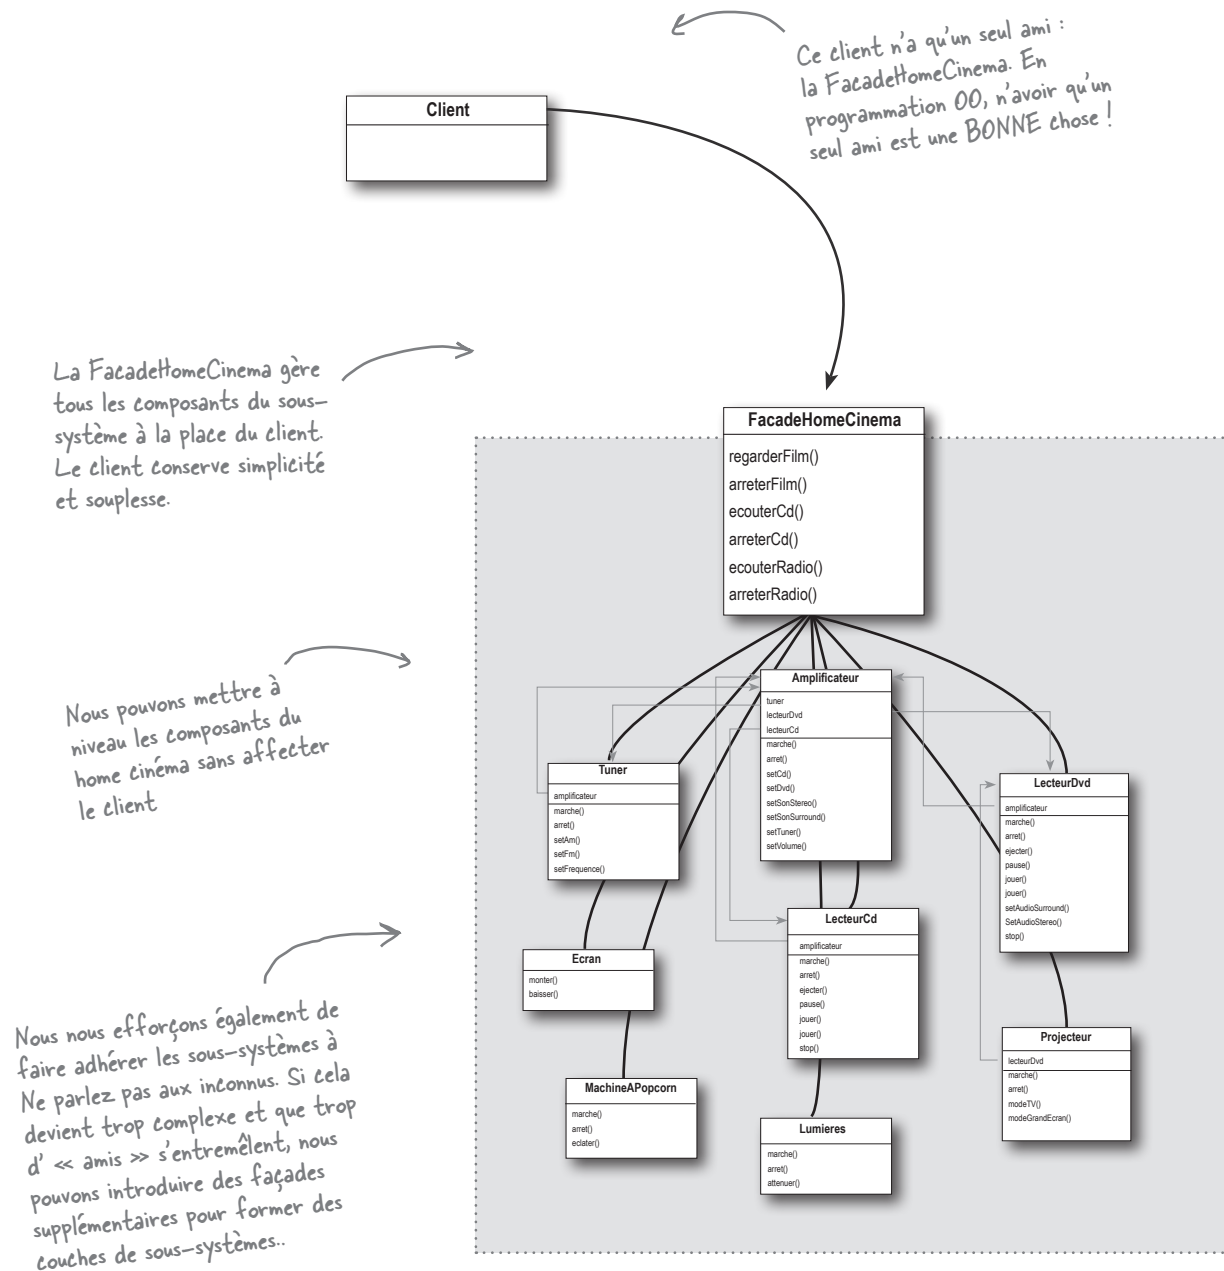 Ce client n'a qu'un seul ami :
la FacadeHomeCinema. En
programmation OO, n'avoir qu'un
seul ami est une BONNE chose !
Client
La FacadeHomeCinema gère
tous les composants du sous-
système à la place du client.
Le client conserve simplicité
et souplesse.
FacadeHomeCinema
regarderFilm()
arreterFilm()
ecouterCd()
arreterCd()
ecouterRadio()
arreterRadio()
Nous pouvons mettre à
niveau les composants du
home cinéma sans affecter
le client
Amplificateur
tuner
lecteurDvd
lecteurCd
marche()
arret()
setCd()
setDvd()
setSonStereo()
setSonSurround()
setTuner()
setVolume()
Tuner
amplificateur
marche()
arret()
setAm()
setFm()
setFrequence()
LecteurDvd
amplificateur
marche()
arret()
ejecter()
pause()
jouer()
jouer()
setAudioSurround()
SetAudioStereo()
stop()
LecteurCd
amplificateur
marche()
arret()
ejecter()
pause()
jouer()
jouer()
stop()
Ecran
monter()
baisser()
Nous nous efforçons également de
faire adhérer les sous-systèmes à
Ne parlez pas aux inconnus. Si cela
devient trop complexe et que trop
d' « amis » s'entremêlent, nous
pouvons introduire des façades
supplémentaires pour former des
couches de sous-systèmes..
Projecteur
lecteurDvd
marche()
arret()
modeTV()
modeGrandEcran()
MachineAPopcorn
marche()
arret()
eclater()
Lumieres
marche()
arret()
attenuer()